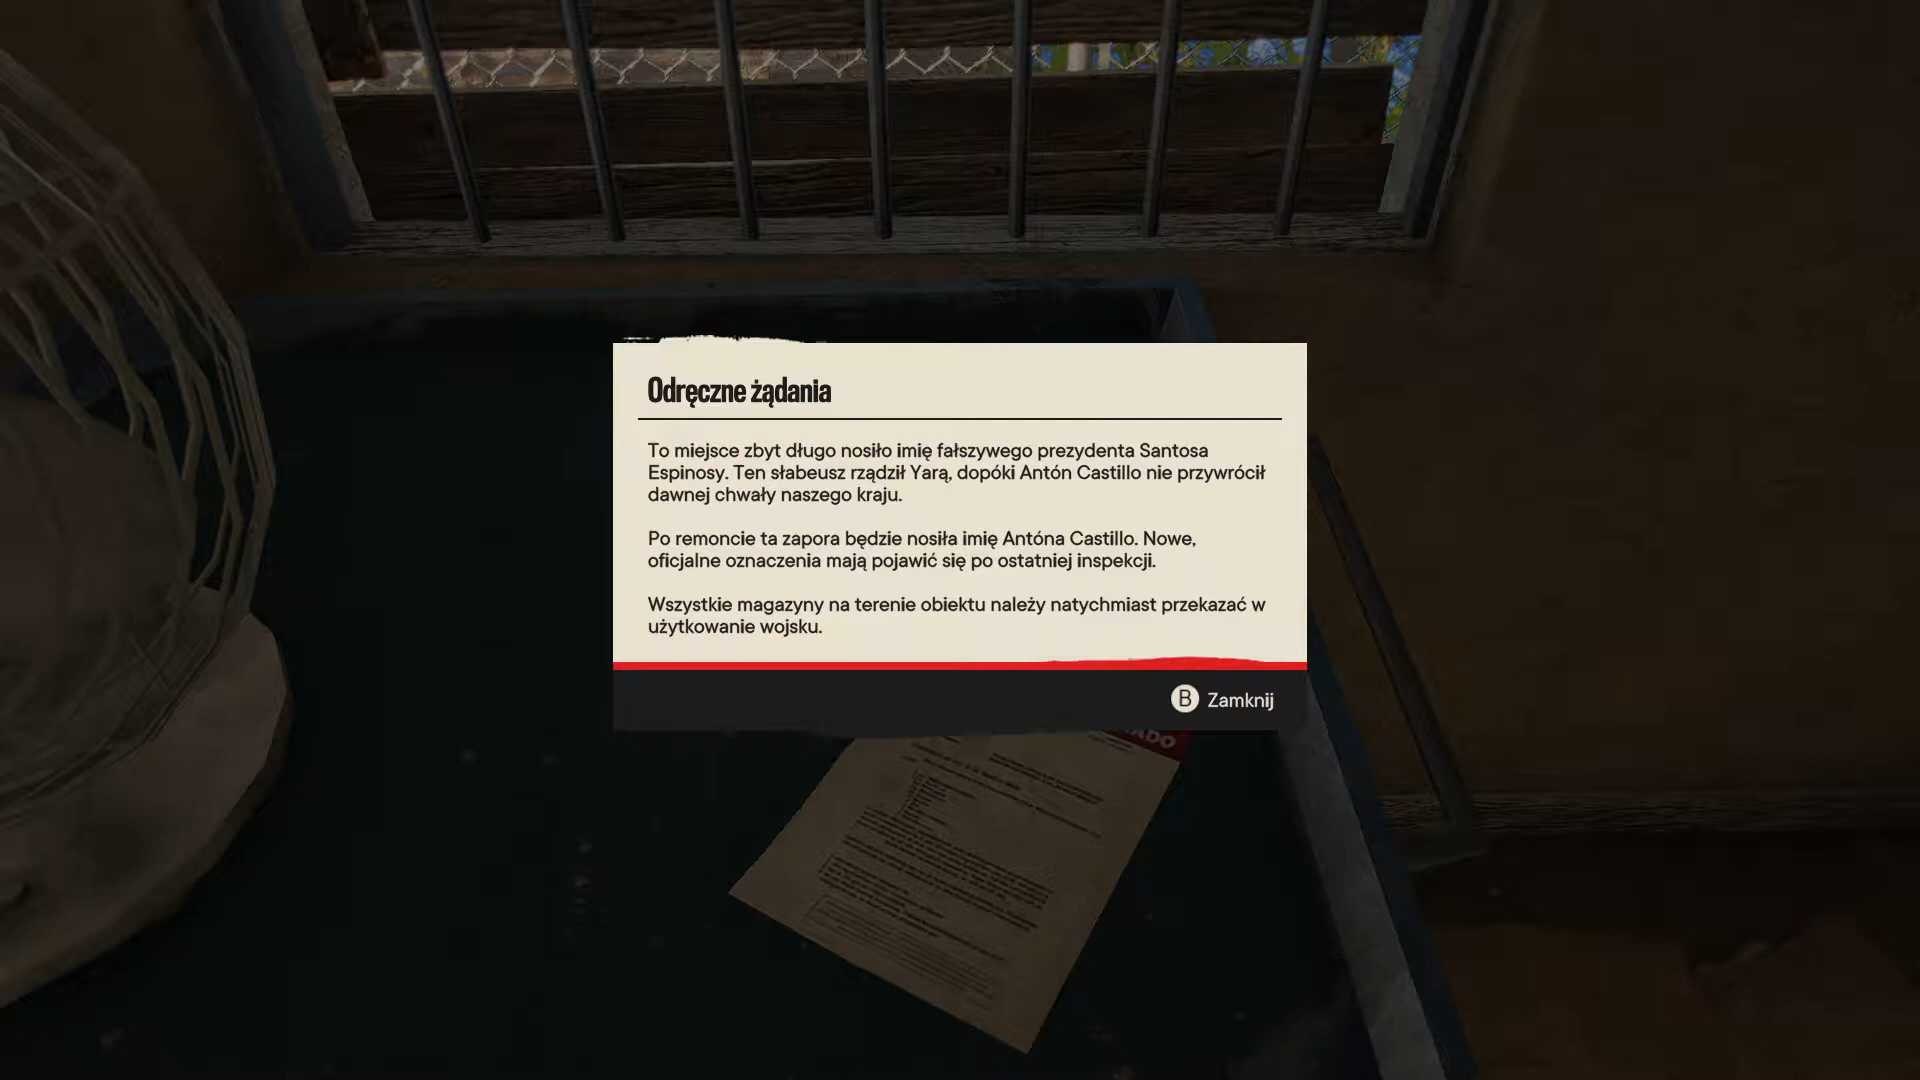 Odręczne żądania
To miejsce zbyt długo nosiło imię fałszywego prezydenta Santosa
Espinosy. Ten słabeusz rządził Yarą, dopóki Antón Castillo nie przywrócił
dawnej chwały naszego kraju.
Po remoncie ta zapora będzie nosiła imię Antóna Castillo. Nowe,
oficjalne oznaczenia mają pojawić się po ostatniej inspekcji.
Wszystkie magazyny na terenie obiektu należy natychmiast przekazać w
użytkowanie wojsku.
B Zamknij